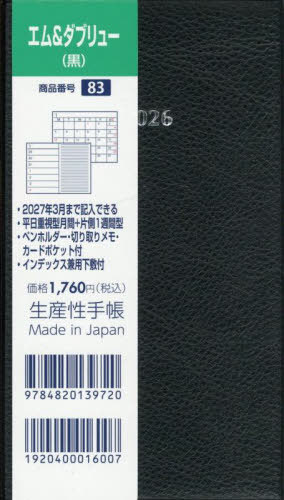 エム&ダブリュー
(黒)
商品番号 83
026
・2027年3月まで記入できる
・平日重視型月間+片側1週間型
・ペンホルダー・切り取りメモ・
カードポケット付
・インデックス兼用下敷付
価格1,760円(税込)
生産性手帳
Made in Japan
9784820139720
1920400016007